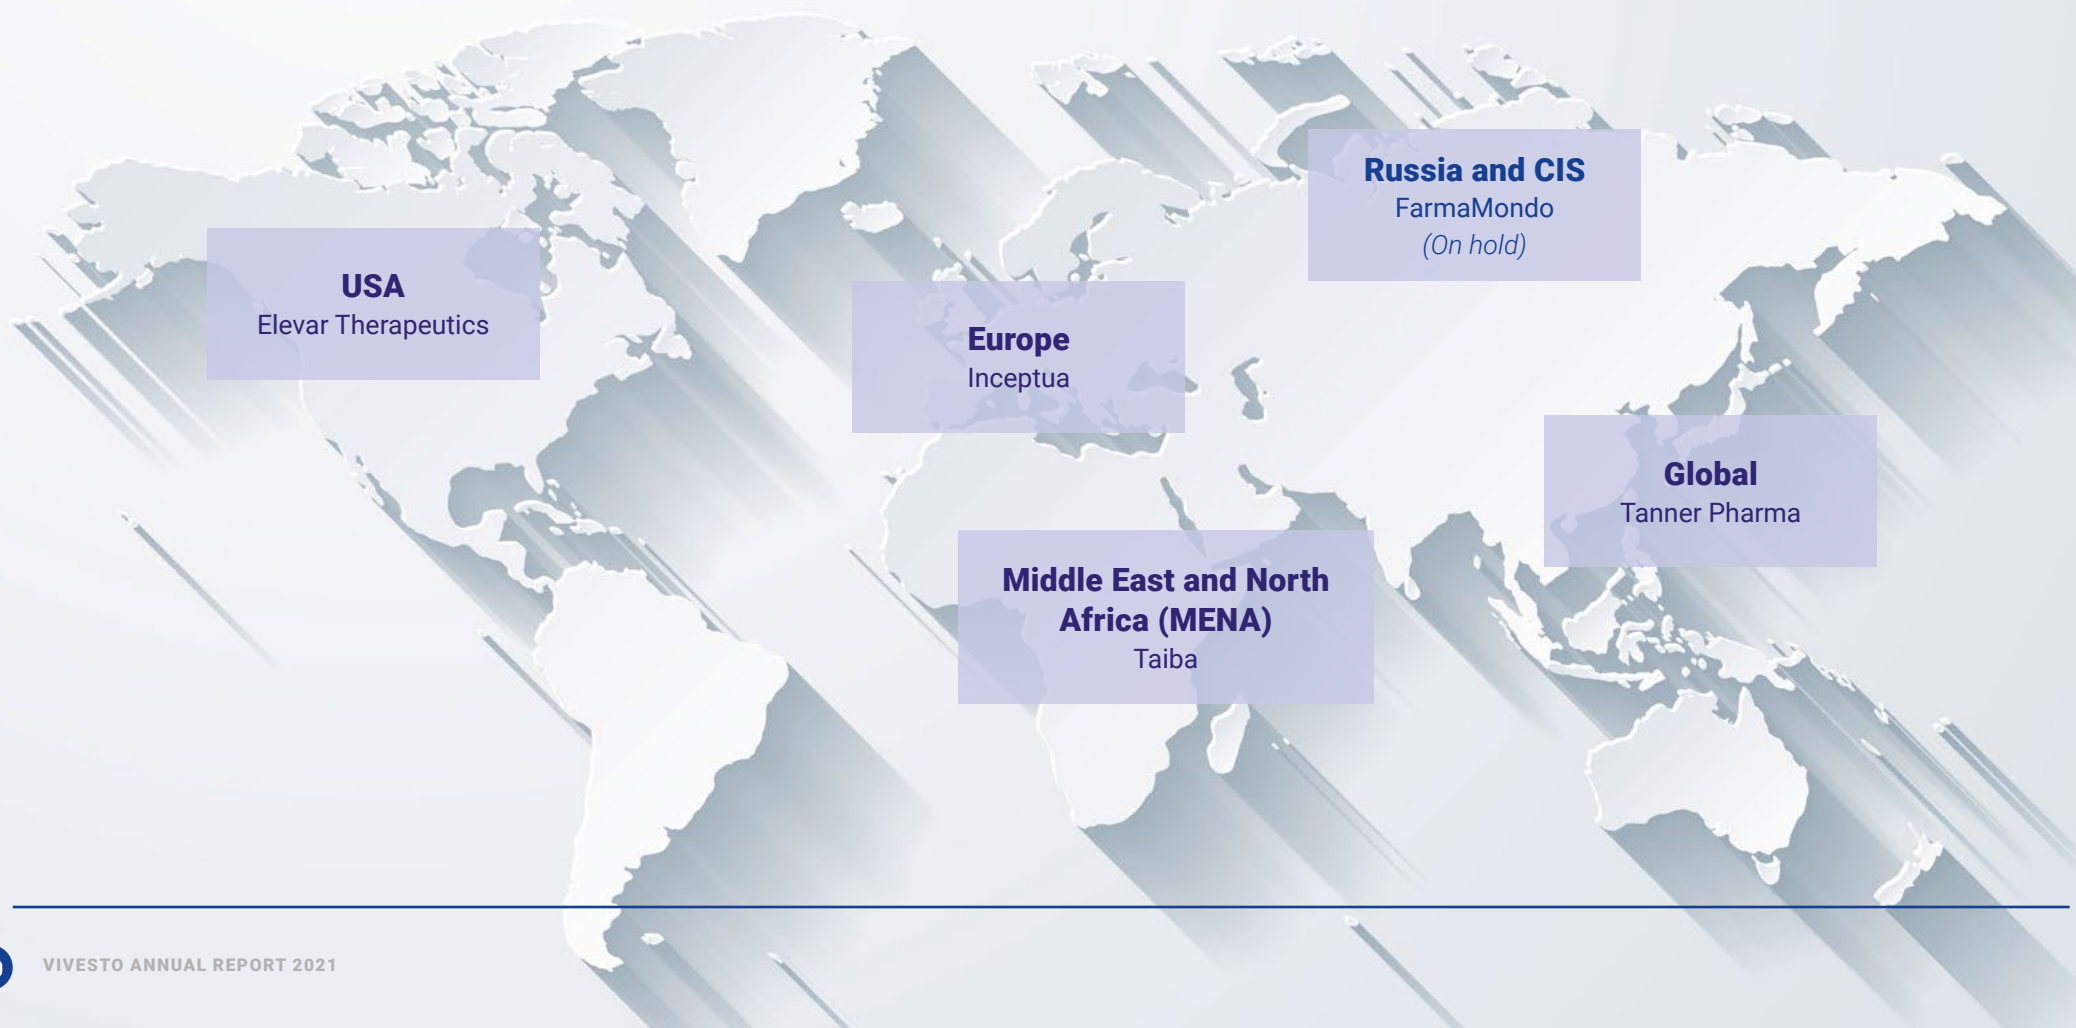 Russia and CIS
FarmaMondo
(On hold)
USA
Elevar Therapeutics
Europe
Inceptua
Global
Tanner Pharma
Middle East and North
Africa (MENA)
Taiba
VIVESTO ANNUAL REPORT 2021